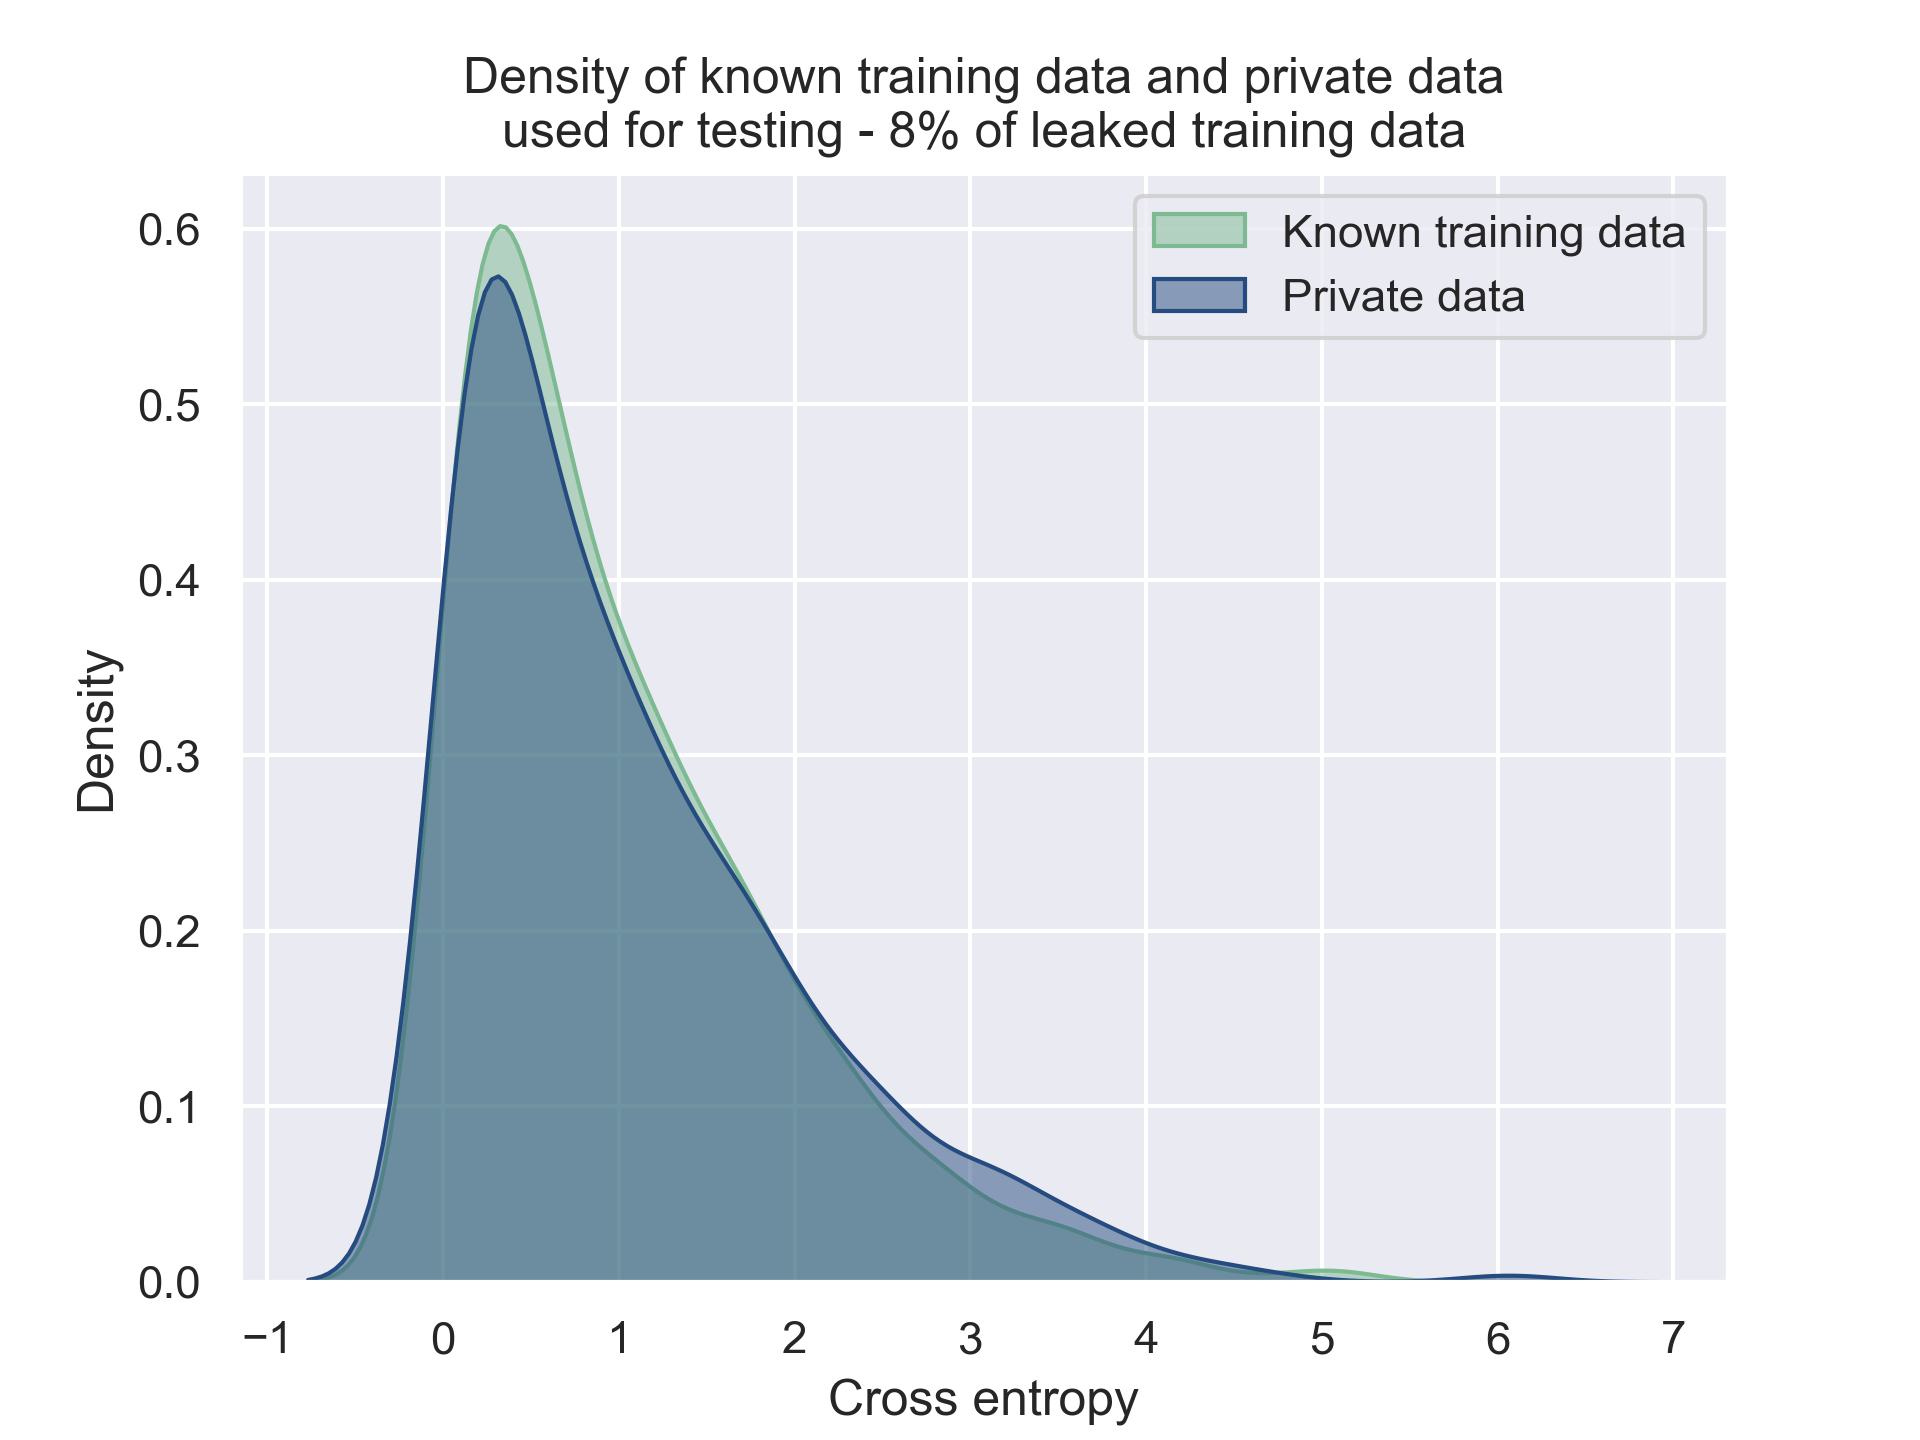 Density of known training data and private data
used for testing - 8% of leaked training data
Known training data
Private data
Density
0.6
0.5
0.4
0.3
0.2
0.1
0.0
−1 0 1 2 3 4 5 6 7
Cross entropy